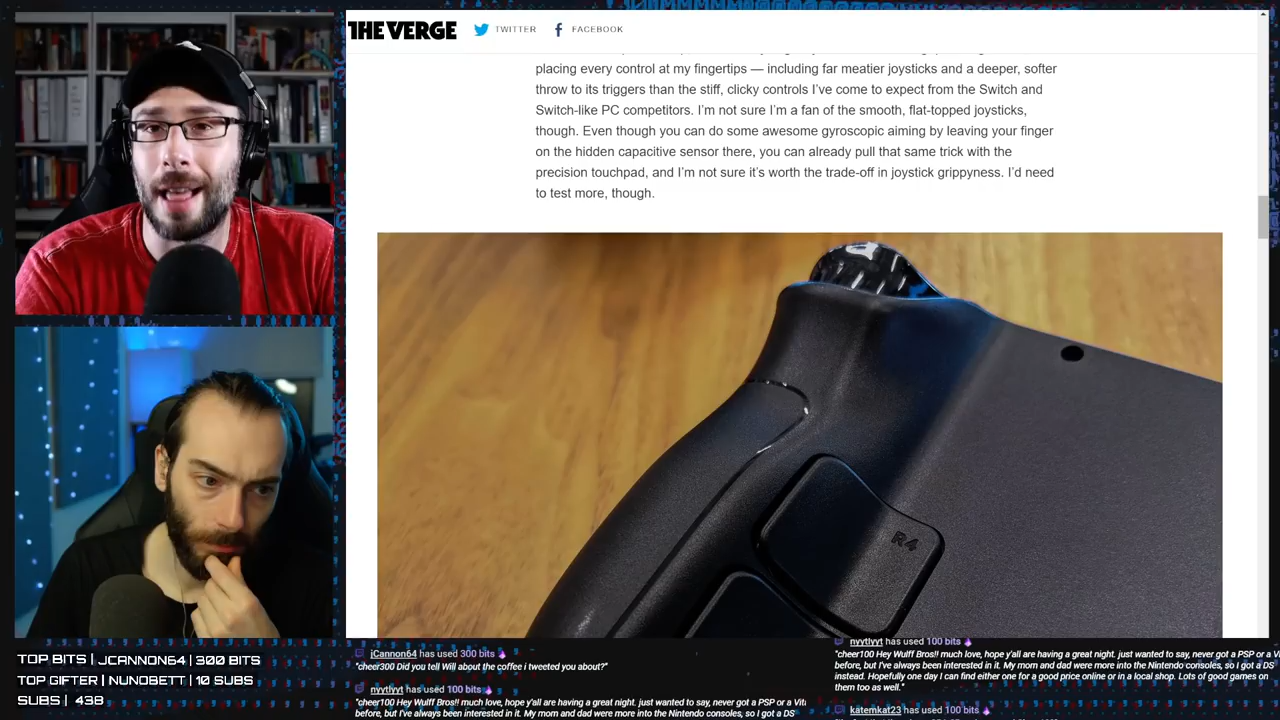 THE VERGE
TWITTER
FACEBOOK
placing every control at my fingertips — including far meatier joysticks and a deeper, softer
throw to its triggers than the stiff, clicky controls I've come to expect from the Switch and
Switch-like PC competitors. I'm not sure I'm a fan of the smooth, flat-topped joysticks,
though. Even though you can do some awesome gyroscopic aiming by leaving your finger
on the hidden capacitive sensor there, you can already pull that same trick with the
precision touchpad, and I'm not sure it's worth the trade-off in joystick grippyness. I'd need
to test more, though.
R4
TOP BITS | JCANNON64 | 300 BITS
TOP GIFTER | NUNOBETT | 10 SUBS
SUBS | 438
jCannon64 has used 300 bits
"cheer300 Did you tell Will about the coffee i tweeted you about?"
nyytlyyt has used 100 bits
"cheer100 Hey Wulff Bros!! much love, hope y'all are having a great night. just wanted to say, never got a PSP or a
before, but I've always been interested in it. My mom and dad were more into the Nintendo consoles, so I got a DS
nyytlyyt has used 100 bits
"cheer100 Hey Wulff Bros!! much love, hope y'all are having a great night. just wanted to say, never got a PSP or a
before, but I've always been interested in it. My mom and dad were more into the Nintendo consoles, so I got a DS
instead. Hopefully one day I can find either one for a good price online or in a local shop. Lots of good games on
them too as well."
katemkat23 has used 100 bits